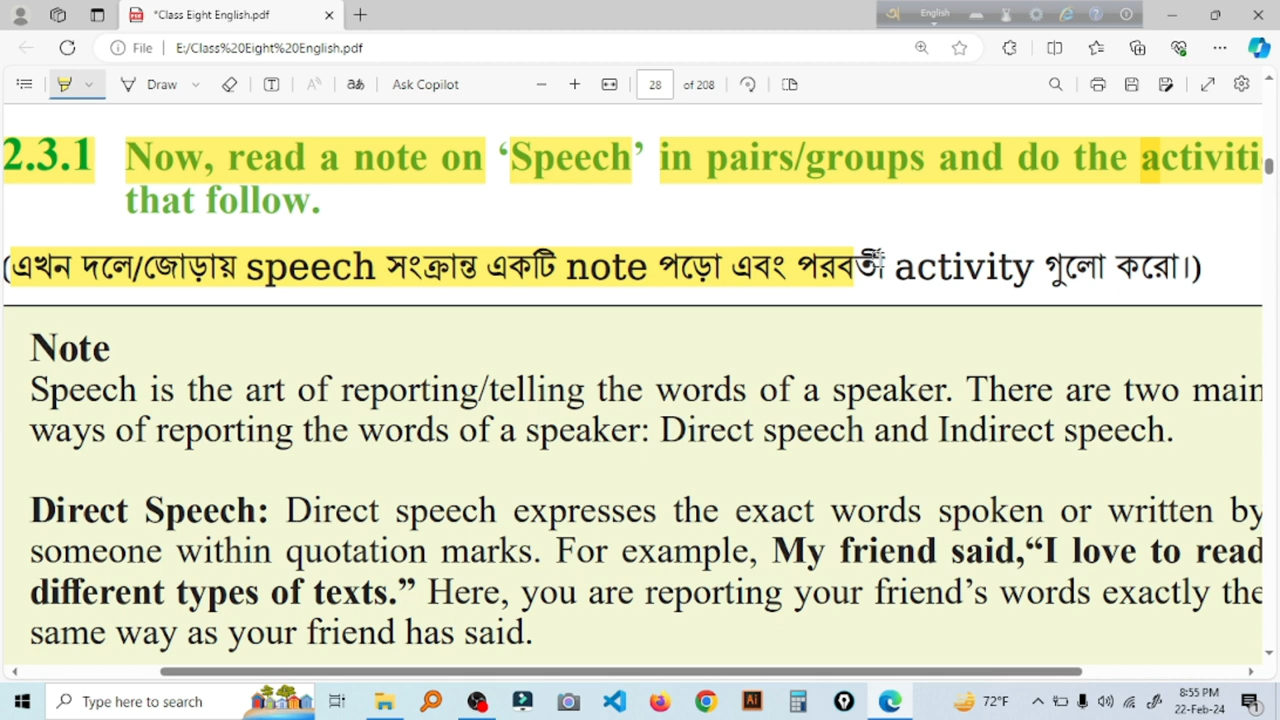 *Class Eight English.pdf
English
File E:/Class%20Eight%20English.pdf
Draw Ask Copilot 28 of 208
2.3.1 Now, read a note on ‘Speech’ in pairs/groups and do the activiti
that follow.
(এখন দলে/জোড়ায় speech সংক্রান্ত একটি note পড়ো এবং পরবর্তী activity গুলো করো।)
Note
Speech is the art of reporting/telling the words of a speaker. There are two main
ways of reporting the words of a speaker: Direct speech and Indirect speech.
Direct Speech: Direct speech expresses the exact words spoken or written by
someone within quotation marks. For example, My friend said,“I love to read
different types of texts.” Here, you are reporting your friend’s words exactly the
same way as your friend has said.
Type here to search 72°F 8:55 PM
22-Feb-24